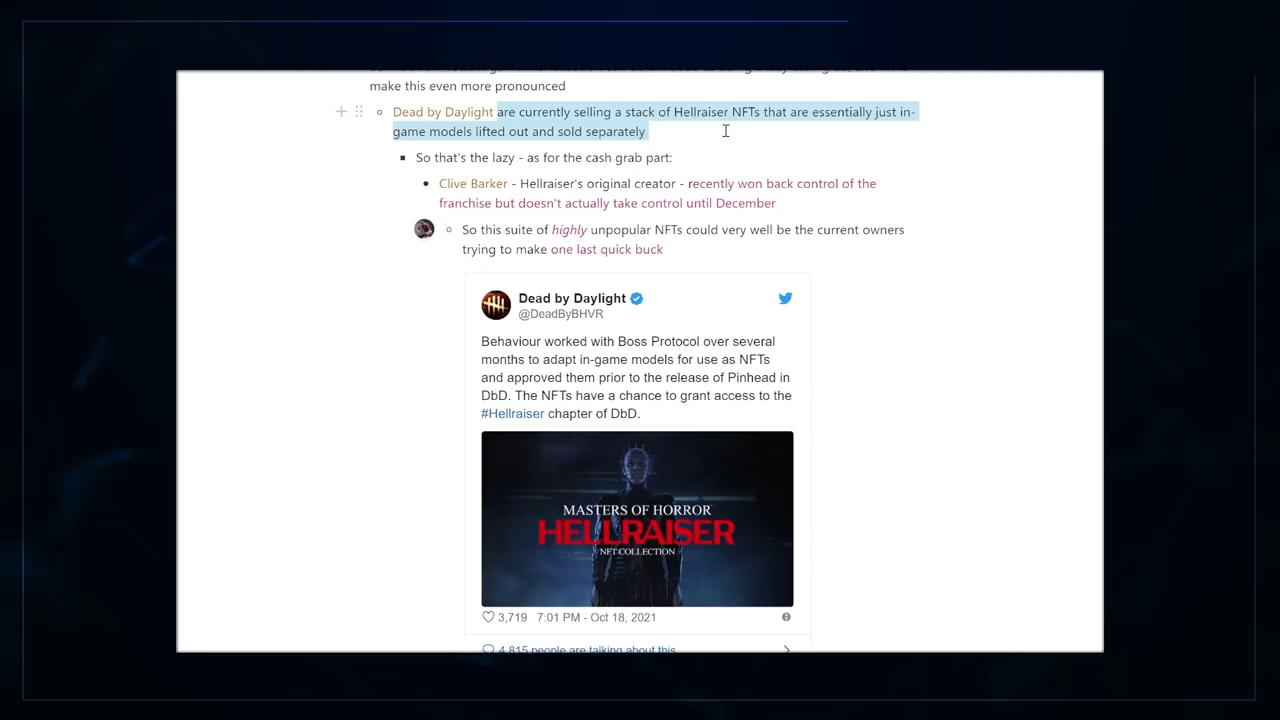 make this even more pronounced
Dead by Daylight are currently selling a stack of Hellraiser NFTs that are essentially just in-
game models lifted out and sold separately
So that's the lazy - as for the cash grab part:
Clive Barker - Hellraiser's original creator - recently won back control of the
franchise but doesn't actually take control until December
So this suite of highly unpopular NFTs could very well be the current owners
trying to make one last quick buck
Dead by Daylight
@DeadByBHVR
Behaviour worked with Boss Protocol over several
months to adapt in-game models for use as NFTs
and approved them prior to the release of Pinhead in
DbD. The NFTs have a chance to grant access to the
#Hellraiser chapter of DbD.
MASTERS OF HORROR
HELLRAISER
NFT COLLECTION
3,719 7:01 PM - Oct 18, 2021
4,815 people are talking about this